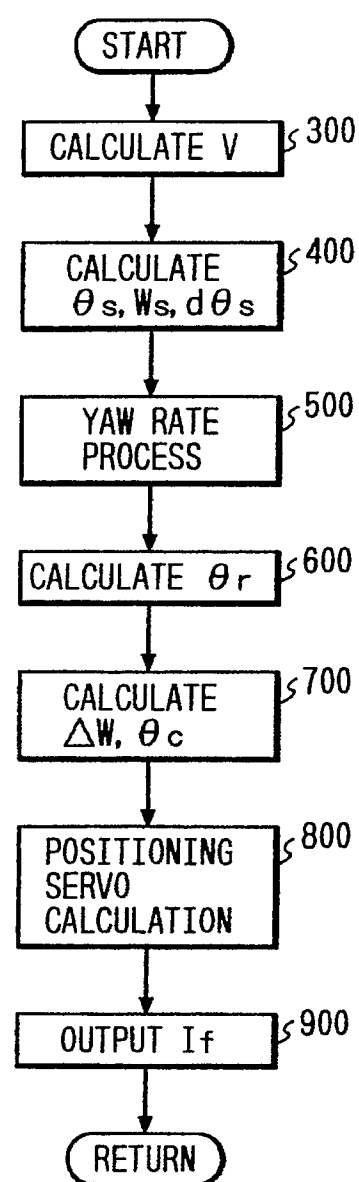 START
CALCULATE V
300
CALCULATE
θs, Ws, dθs
400
YAW RATE
PROCESS
500
CALCULATE θr
600
CALCULATE
△W, θc
700
POSITIONING
SERVO
CALCULATION
800
OUTPUT If
900
RETURN